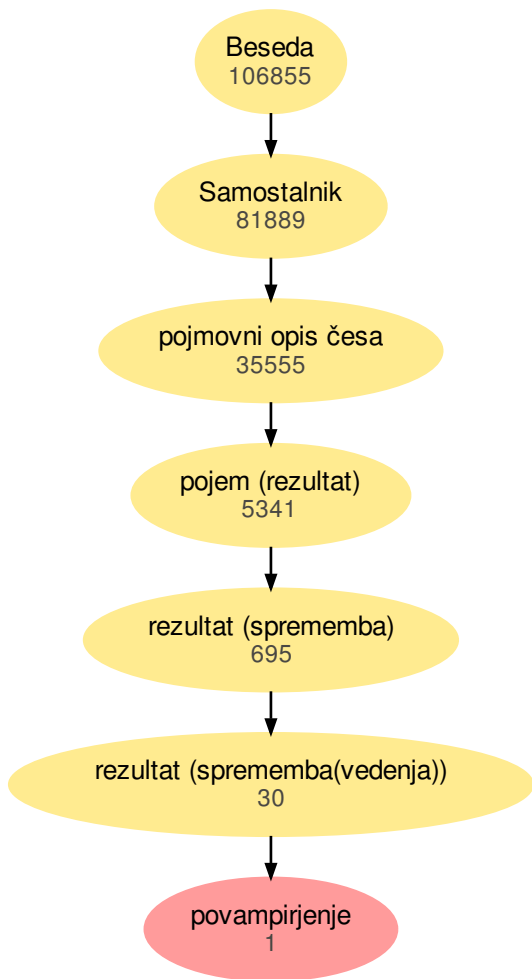 Beseda
106855
Samostalnik
81889
pojmovni opis česa
35555
pojem (rezultat)
5341
rezultat (sprememba)
695
rezultat (sprememba(vedenja))
30
povampirjenje
1